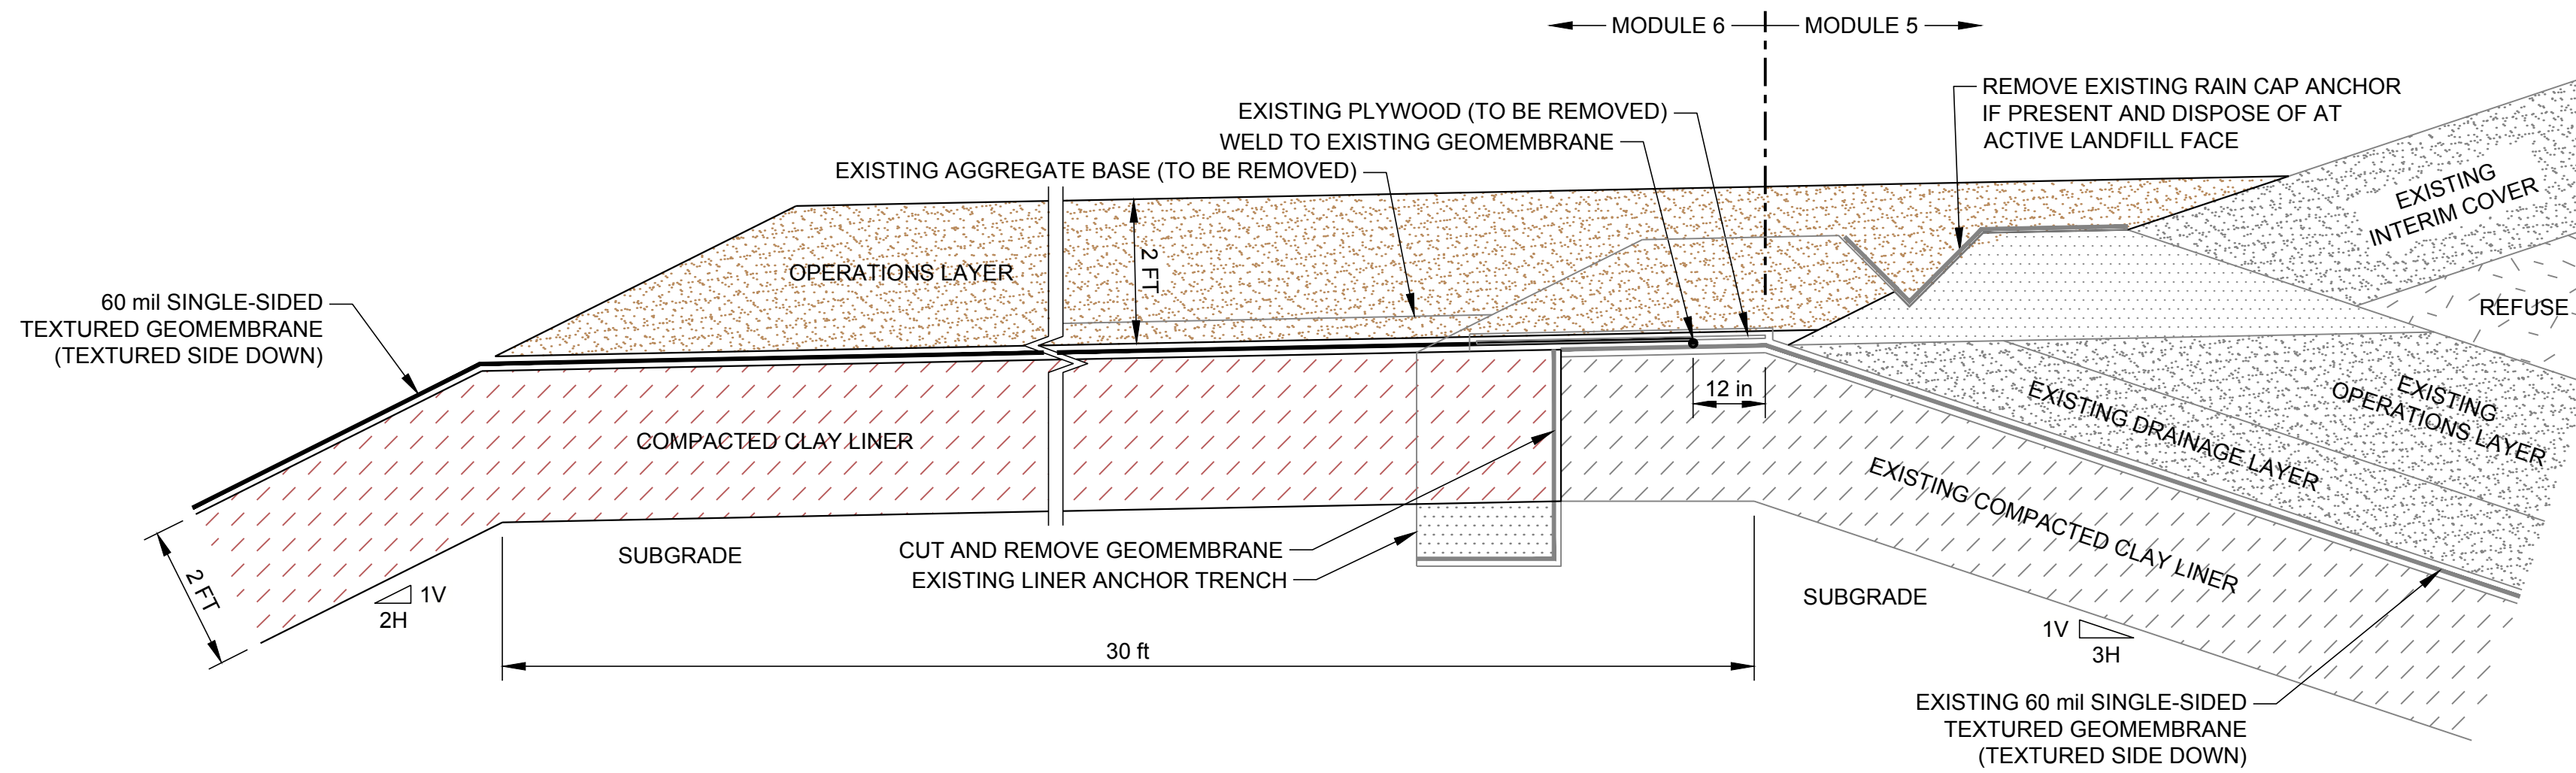 MODULE 6
MODULE 5
REMOVE EXISTING RAIN CAP ANCHOR
IF PRESENT AND DISPOSE OF AT
ACTIVE LANDFILL FACE
EXISTING PLYWOOD (TO BE REMOVED)
WELD TO EXISTING GEOMEMBRANE
EXISTING AGGREGATE BASE (TO BE REMOVED)
EXISTING
INTERIM COVER
2 FT
OPERATIONS LAYER
60 mil SINGLE-SIDED
TEXTURED GEOMEMBRANE
(TEXTURED SIDE DOWN)
REFUSE
12 in
EXISTING
OPERATIONS LAYER
EXISTING DRAINAGE LAYER
COMPACTED CLAY LINER
EXISTING COMPACTED CLAY LINER
SUBGRADE
CUT AND REMOVE GEOMEMBRANE
EXISTING LINER ANCHOR TRENCH
2 FT
1V
2H
SUBGRADE
1V
3H
30 ft
EXISTING 60 mil SINGLE-SIDED
TEXTURED GEOMEMBRANE
(TEXTURED SIDE DOWN)